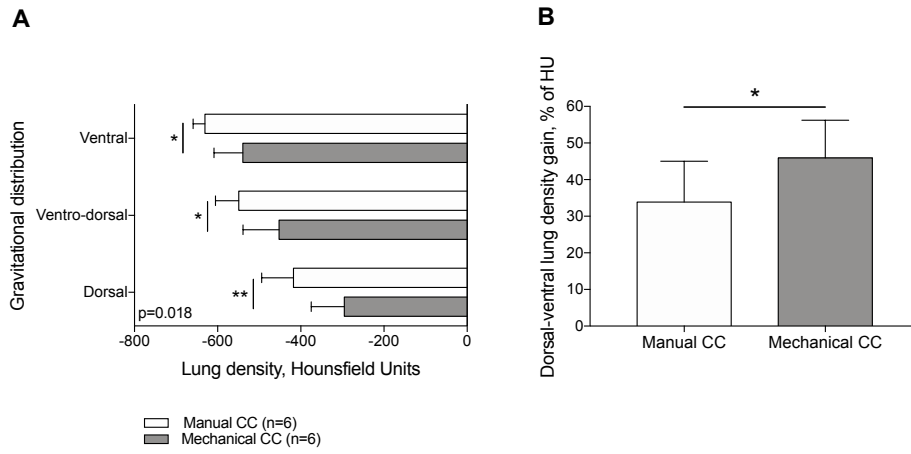 A
Gravitational distribution
Ventral
*
Ventro-dorsal
*
Dorsal
**
p=0.018
-800
-600
-400
-200
0
Lung density, Hounsfield Units
Manual CC (n=6)
Mechanical CC (n=6)
B
Dorsal-ventral lung density gain, % of HU
60
50
40
30
20
10
0
*
Manual CC
Mechanical CC